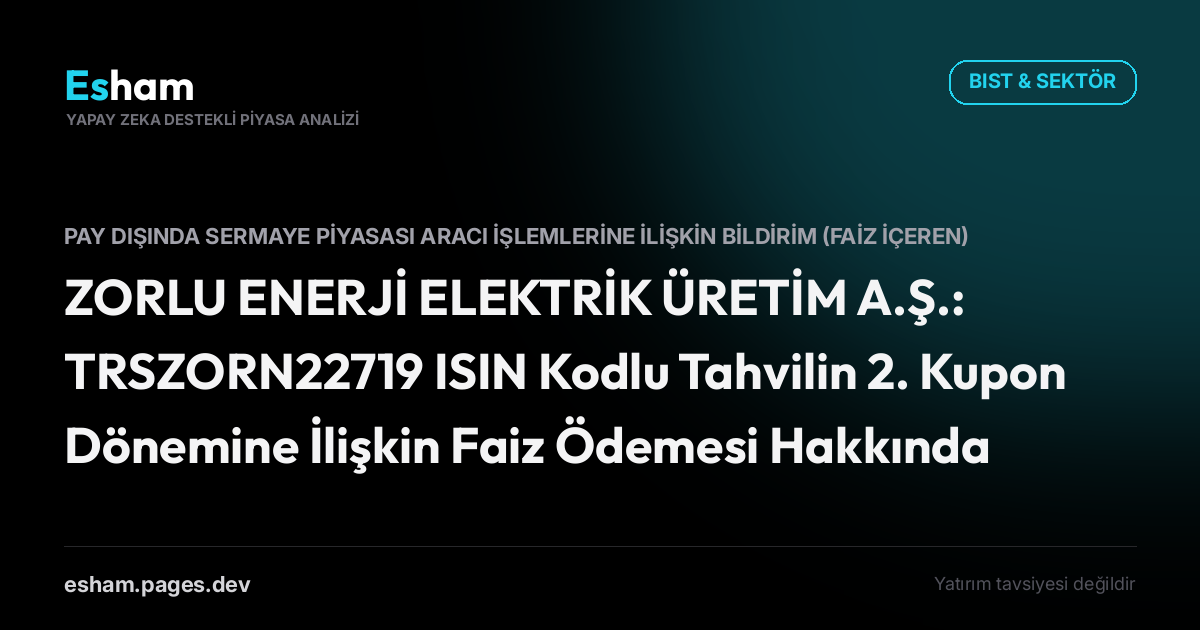 Esham
YAPAY ZEKA DESTEKLİ PİYASA ANALİZİ
BIST & SEKTÖR
PAY DIŞINDA SERMAYE PİYASASI ARACI İŞLEMLERİNE İLİŞKİN BİLDİRİM (FAİZ İÇEREN)
ZORLU ENERJİ ELEKTRİK ÜRETİM A.Ş.:
TRSZORN22719 ISIN Kodlu Tahvilin 2. Kupon
Dönemine İlişkin Faiz Ödemesi Hakkında
esham.pages.dev
Yatırım tavsiyesi değildir